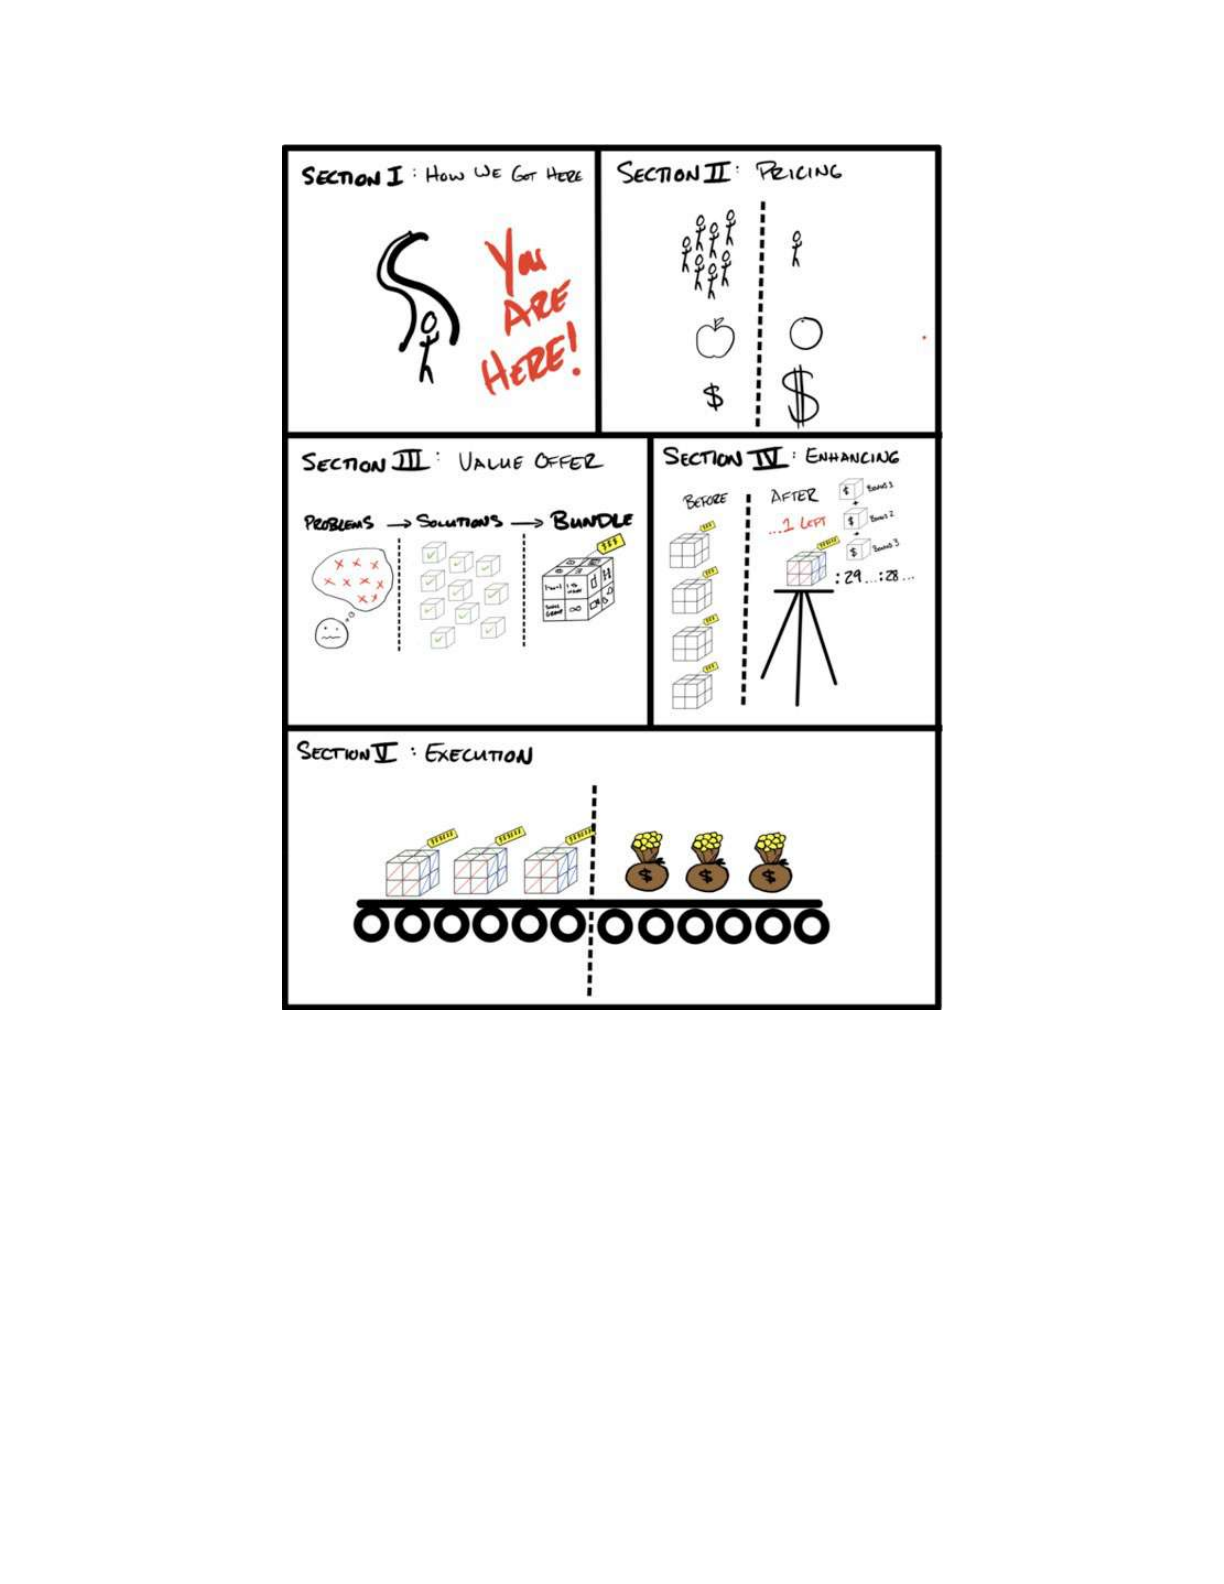 SECTION I : HOW WE GOT HERE
YOU
ARE
HERE!
SECTION II : PRICING
$ $
SECTION III : VALUE OFFER
PROBLEMS → SOLUTIONS → BUNDLE
$$$
SECTION IV : ENHANCING
BEFORE
AFTER
...1 LEFT
$ BONUS 1
+
$ BONUS 2
+
$ BONUS 3
:29...:28...
$$$
$$$
$$$
$$$
SECTION V : EXECUTION
$ $ $